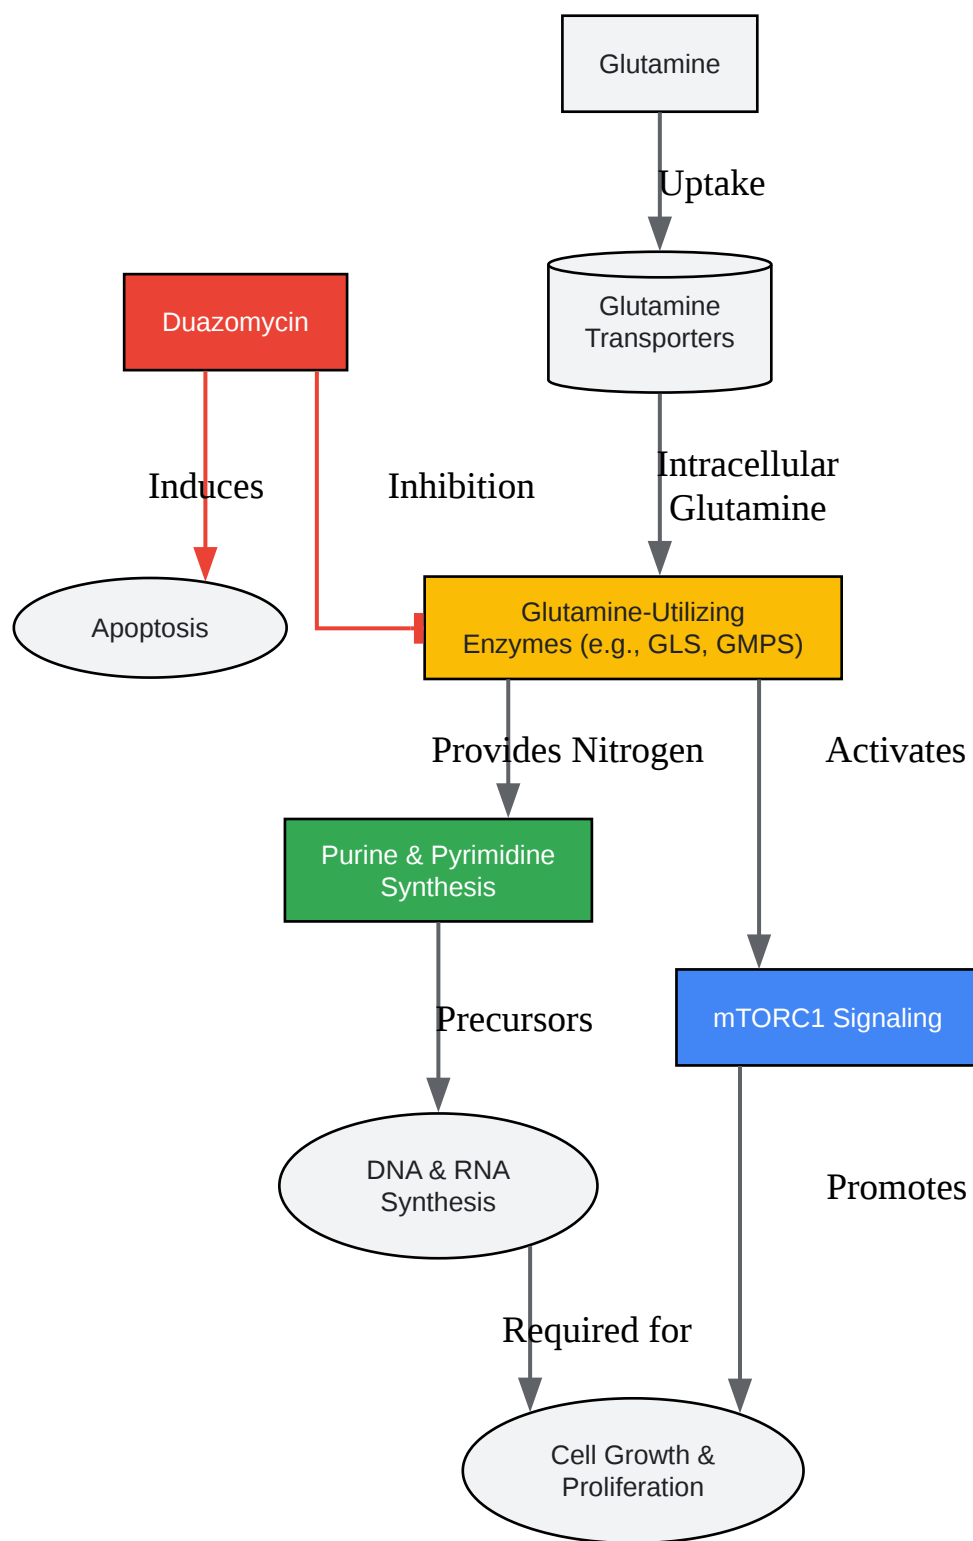 Glutamine
Uptake
Glutamine
Transporters
Duazomycin
Induces
Inhibition
Intracellular
Glutamine
Apoptosis
Glutamine-Utilizing
Enzymes (e.g., GLS, GMPS)
Provides Nitrogen
Activates
Purine & Pyrimidine
Synthesis
mTORC1 Signaling
Precursors
DNA & RNA
Synthesis
Promotes
Required for
Cell Growth &
Proliferation